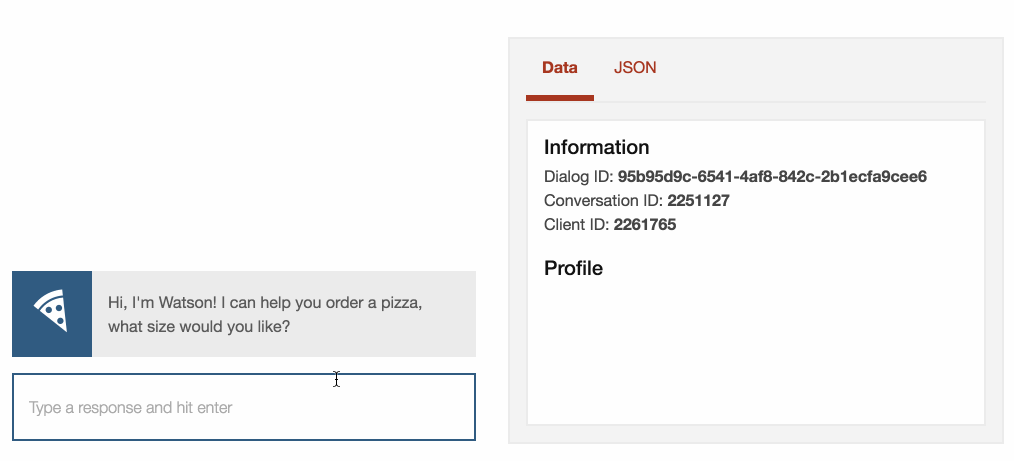 Hi, I'm Watson! I can help you order a pizza,
what size would you like?
Type a response and hit enter
Data JSON
Information
Dialog ID: 95b95d9c-6541-4af8-842c-2b1ecfa9cee6
Conversation ID: 2251127
Client ID: 2261765
Profile